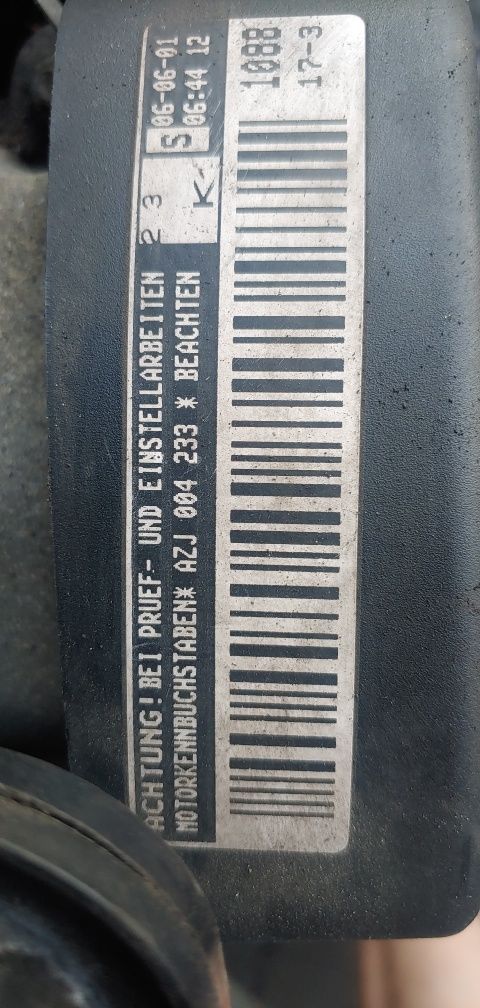 ACHTUNG! BEI PRUEF- UND EINSTELLARBEITEN
MOTORKENNBUCHSTABEN* AZJ 004 233 * BEACHTEN
2 3
K
S
06-06-01
06:44 12
1088
17-3